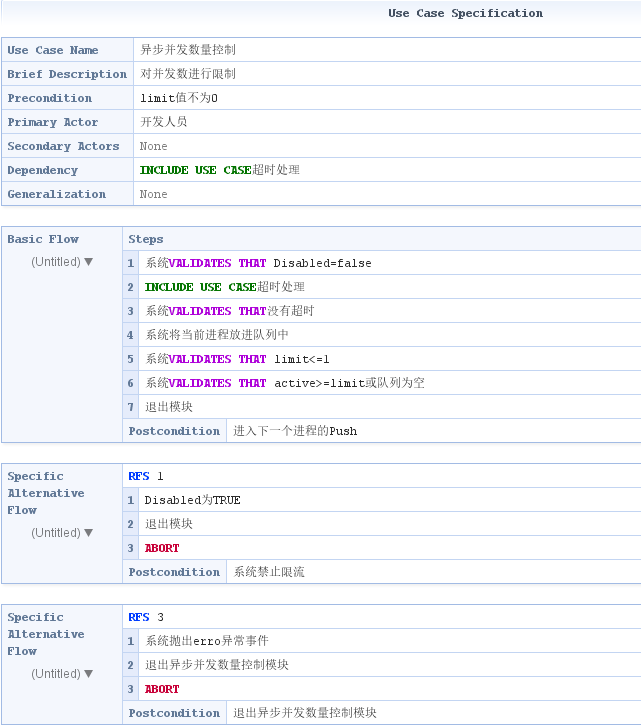 Use Case Specification
Use Case Name 异步并发数量控制
Brief Description 对并发数进行限制
Precondition limit值不为0
Primary Actor 开发人员
Secondary Actors None
Dependency INCLUDE USE CASE超时处理
Generalization None
Basic Flow Steps
(Untitled) ▼
1 系统VALIDATES THAT Disabled=false
2 INCLUDE USE CASE超时处理
3 系统VALIDATES THAT没有超时
4 系统将当前进程放进队列中
5 系统VALIDATES THAT limit<=1
6 系统VALIDATES THAT active>=limit或队列为空
7 退出模块
Postcondition 进入下一个进程的Push
Specific
Alternative
Flow
(Untitled) ▼
RFS 1
1 Disabled为TRUE
2 退出模块
3 ABORT
Postcondition 系统禁止限流
Specific
Alternative
Flow
(Untitled) ▼
RFS 3
1 系统抛出erro异常事件
2 退出异步并发数量控制模块
3 ABORT
Postcondition 退出异步并发数量控制模块